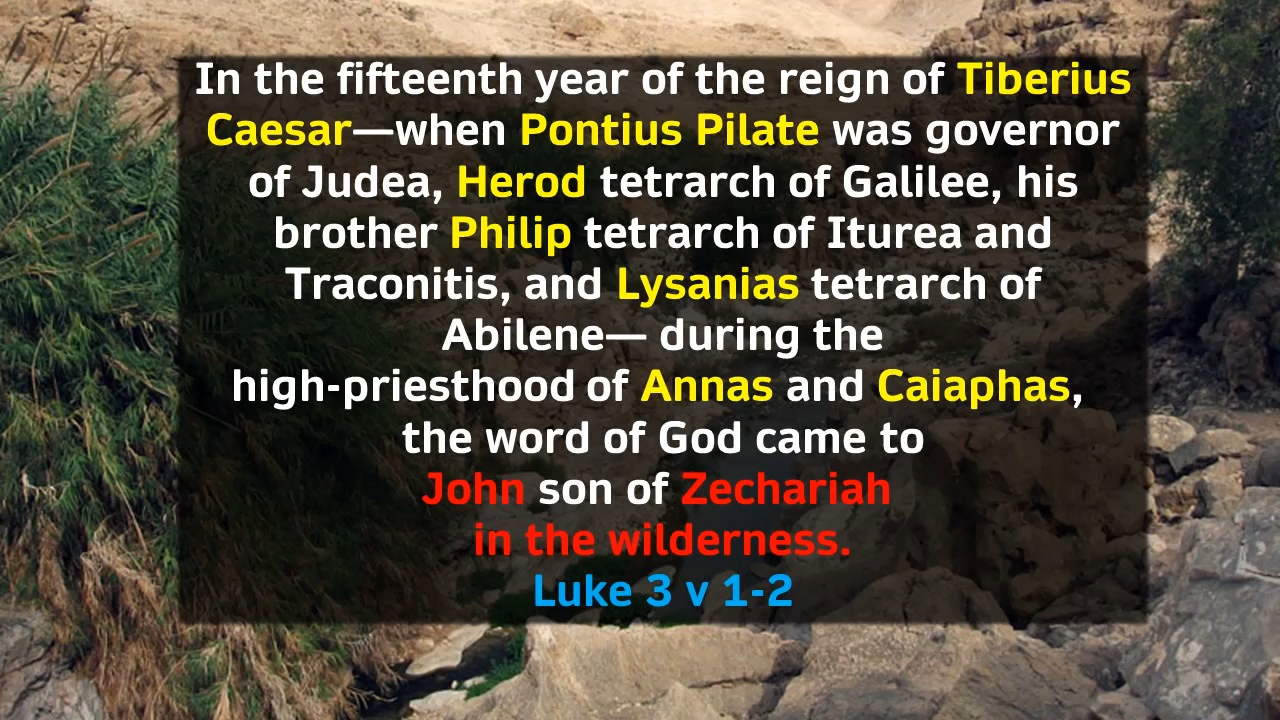 In the fifteenth year of the reign of Tiberius
Caesar—when Pontius Pilate was governor
of Judea, Herod tetrarch of Galilee, his
brother Philip tetrarch of Iturea and
Traconitis, and Lysanias tetrarch of
Abilene— during the
high-priesthood of Annas and Caiaphas,
the word of God came to
John son of Zechariah
in the wilderness.
Luke 3 v 1-2